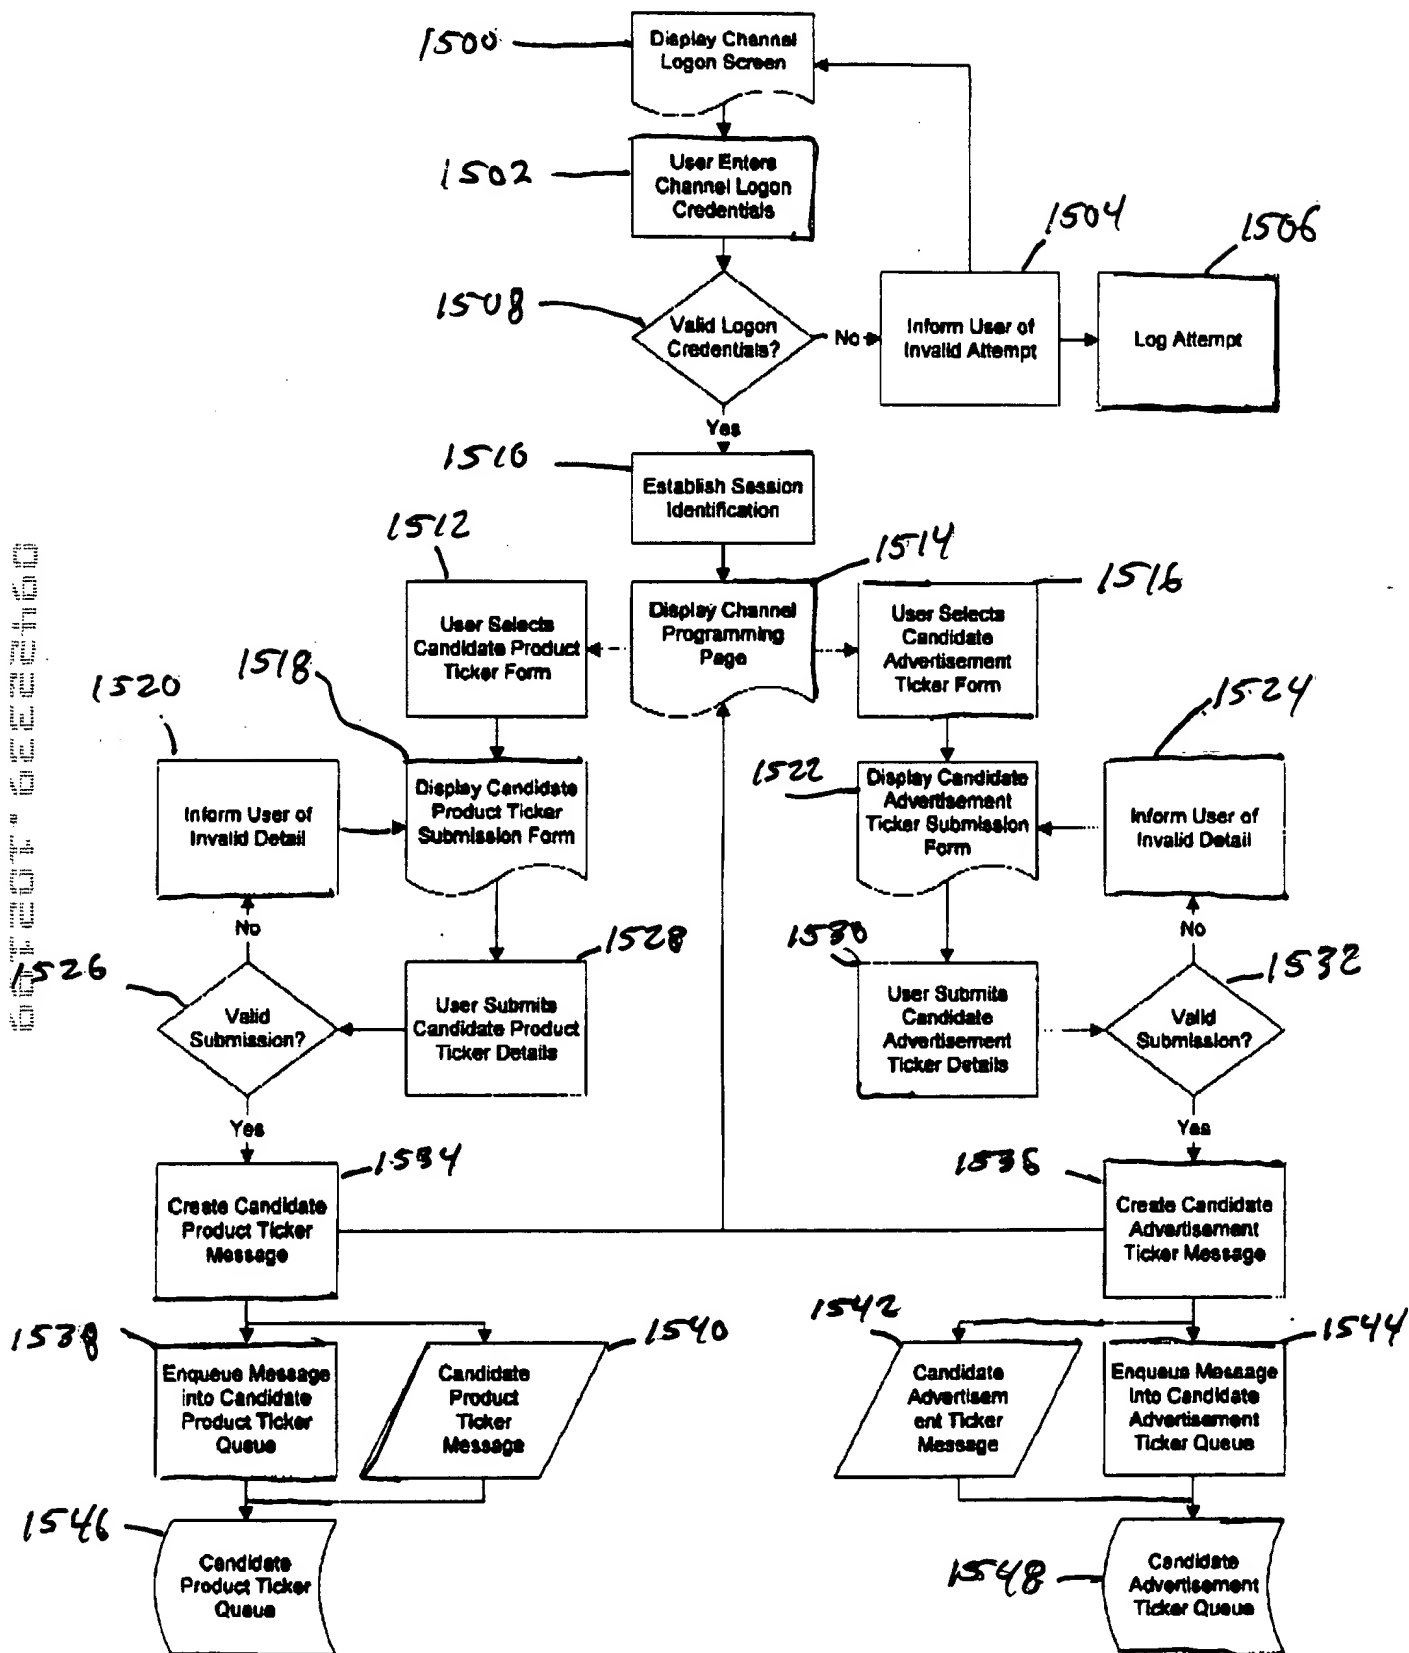 1500
Display Channel
Logon Screen
1502
User Enters
Channel Logon
Credentials
1504
1506
1508
Valid Logon
Credentials?
No
Inform User of
Invalid Attempt
Log Attempt
Yes
1510
Establish Session
Identification
1512
1514
1516
User Selects
Candidate Product
Ticker Form
Display Channel
Programming
Page
User Selects
Candidate
Advertisement
Ticker Form
1518
1520
1522
1524
Inform User of
Invalid Detail
Display Candidate
Product Ticker
Submission Form
Display Candidate
Advertisement
Ticker Submission
Form
Inform User of
Invalid Detail
No
No
1526
1528
1530
1532
Valid
Submission?
User Submits
Candidate Product
Ticker Details
User Submits
Candidate
Advertisement
Ticker Details
Valid
Submission?
Yes
Yes
1534
1536
Create Candidate
Product Ticker
Message
Create Candidate
Advertisement
Ticker Message
1538
1540
1542
1544
Enqueue Message
into Candidate
Product Ticker
Queue
Candidate
Product
Ticker
Message
Candidate
Advertisem
ent Ticker
Message
Enqueue Message
Into Candidate
Advertisement
Ticker Queue
1546
1548
Candidate
Product Ticker
Queue
Candidate
Advertisement
Ticker Queue